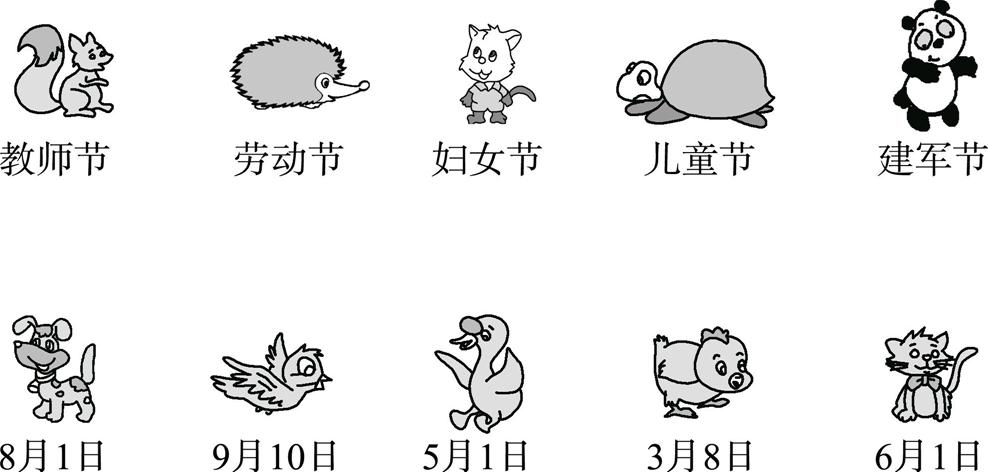 教师节 劳动节 妇女节 儿童节 建军节
8月1日 9月10日 5月1日 3月8日 6月1日